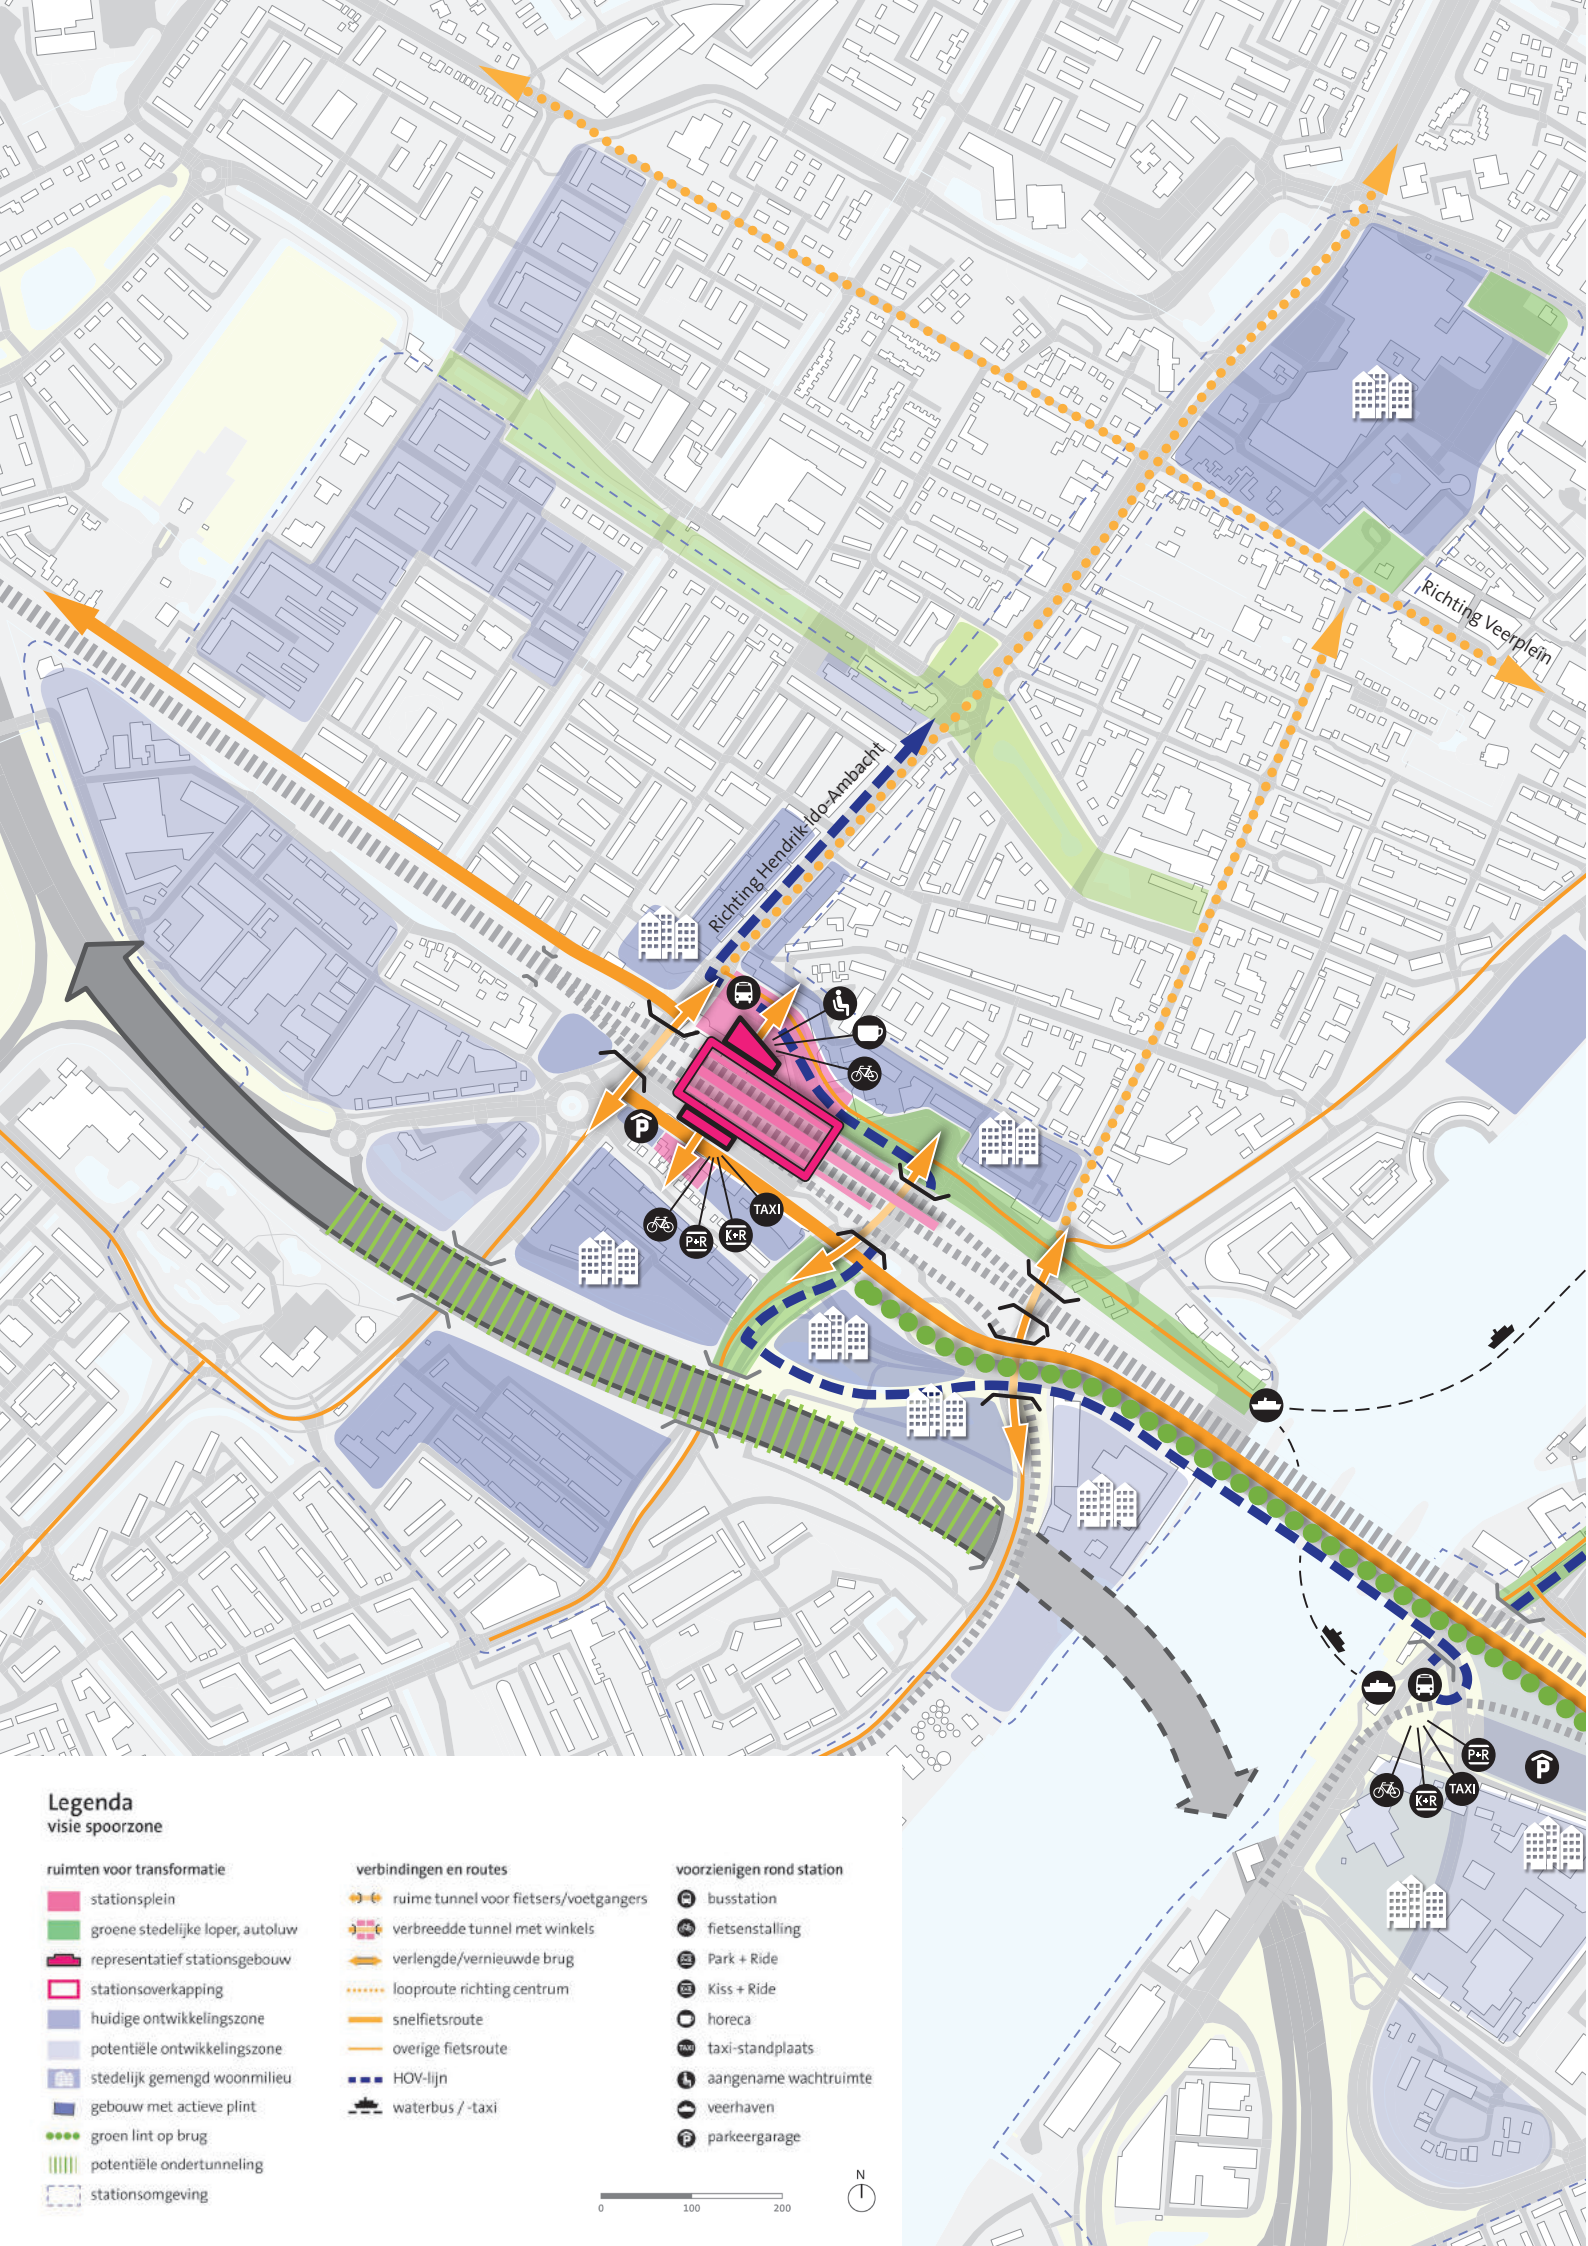 Richting Veerplein
Richting Hendrik-Ido-Ambacht
P
TAXI
P+R
K+R
P+R
P
TAXI
K+R
Legenda
visie spoorzone
ruimten voor transformatie
stationsplein
groene stedelijke loper, autoluw
representatief stationsgebouw
stationsoverkapping
huidige ontwikkelingszone
potentiële ontwikkelingszone
stedelijk gemengd woonmilieu
gebouw met actieve plint
groen lint op brug
potentiële ondertunneling
stationsomgeving
verbindingen en routes
ruime tunnel voor fietsers/voetgangers
verbreedde tunnel met winkels
verlengde/vernieuwde brug
looproute richting centrum
snelfietsroute
overige fietsroute
HOV-lijn
waterbus / -taxi
voorzienigen rond station
busstation
fietsenstalling
Park + Ride
Kiss + Ride
horeca
TAXI taxi-standplaats
aangename wachtruimte
veerhaven
P parkeergarage
0 100 200
N